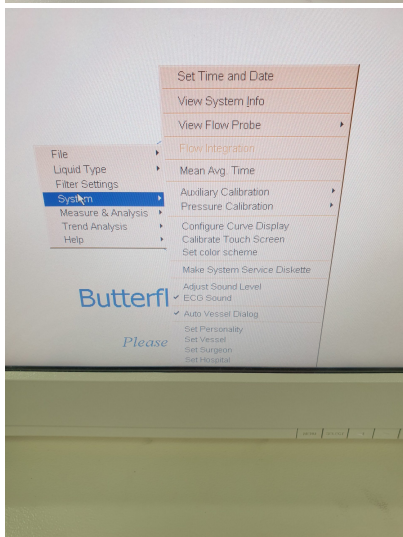 Set Time and Date
View System Info
View Flow Probe
Flow Integration
Mean Avg. Time
Auxiliary Calibration
Pressure Calibration
Configure Curve Display
Calibrate Touch Screen
Set color scheme
Make System Service Diskette
Adjust Sound Level
✓ ECG Sound
✓ Auto Vessel Dialog
Set Personality
Set Vessel
Set Surgeon
Set Hospital
File
Liquid Type
Filter Settings
System
Measure & Analysis
Trend Analysis
Help
Butterfl
Please